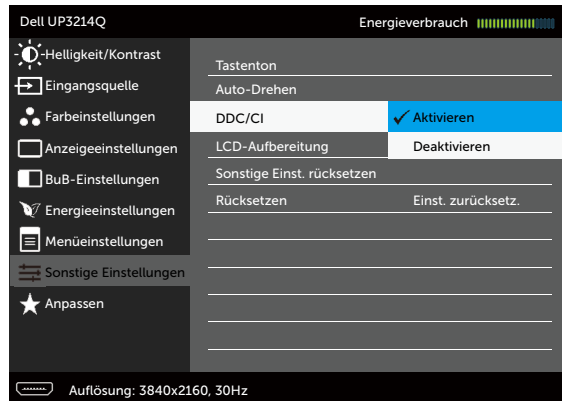 Dell UP3214Q
Energieverbrauch
Helligkeit/Kontrast
Eingangsquelle
Farbeinstellungen
Anzeigeeinstellungen
BuB-Einstellungen
Energieeinstellungen
Menüeinstellungen
Sonstige Einstellungen
Anpassen
Tastenton
Auto-Drehen
DDC/CI
Aktivieren
LCD-Aufbereitung
Deaktivieren
Sonstige Einst. rücksetzen
Rücksetzen
Einst. zurücksetz.
Auflösung: 3840x2160, 30Hz